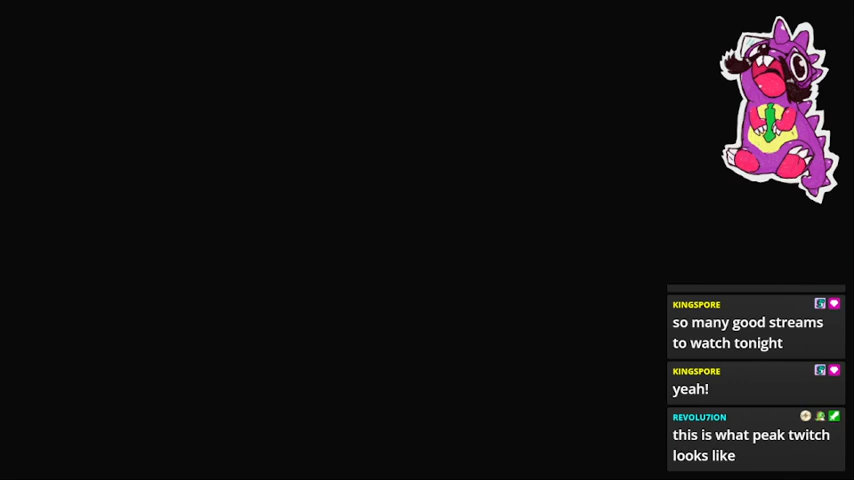 KINGSPORE
so many good streams
to watch tonight
KINGSPORE
yeah!
REVOLU7ION
this is what peak twitch
looks like